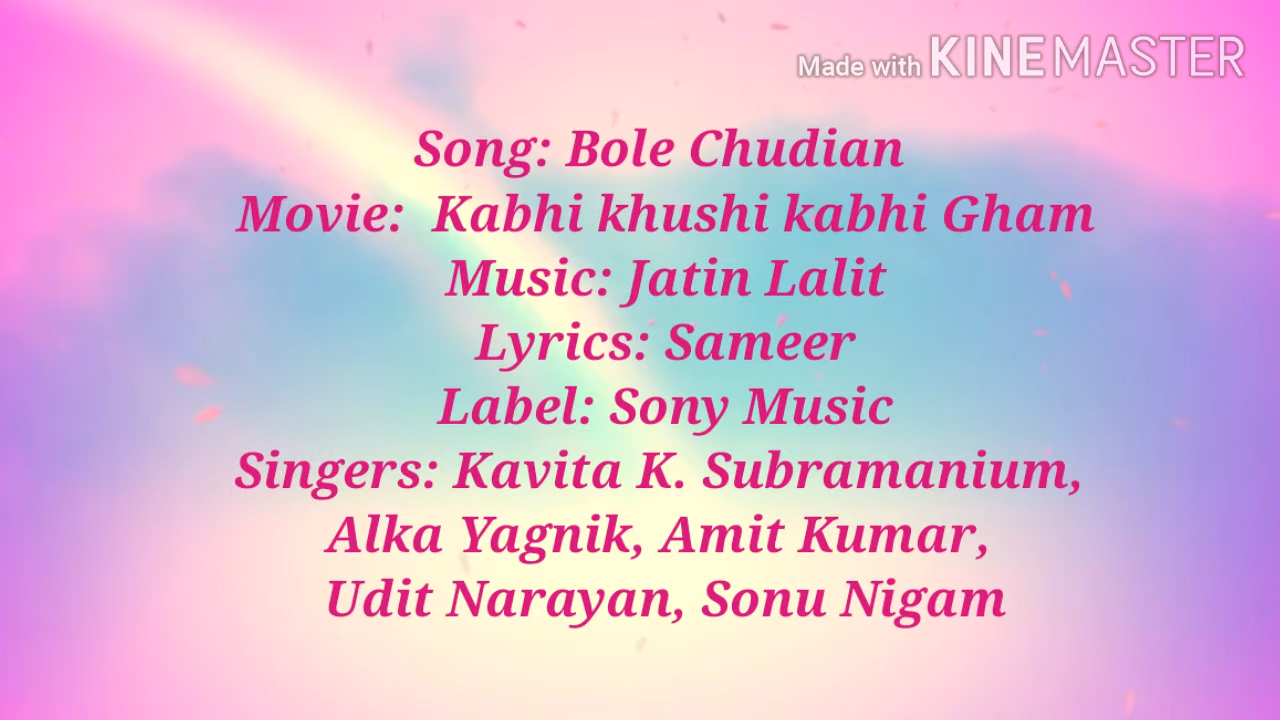 Made with KINEMASTER
Song: Bole Chudian
Movie: Kabhi khushi kabhi Gham
Music: Jatin Lalit
Lyrics: Sameer
Label: Sony Music
Singers: Kavita K. Subramanium,
Alka Yagnik, Amit Kumar,
Udit Narayan, Sonu Nigam